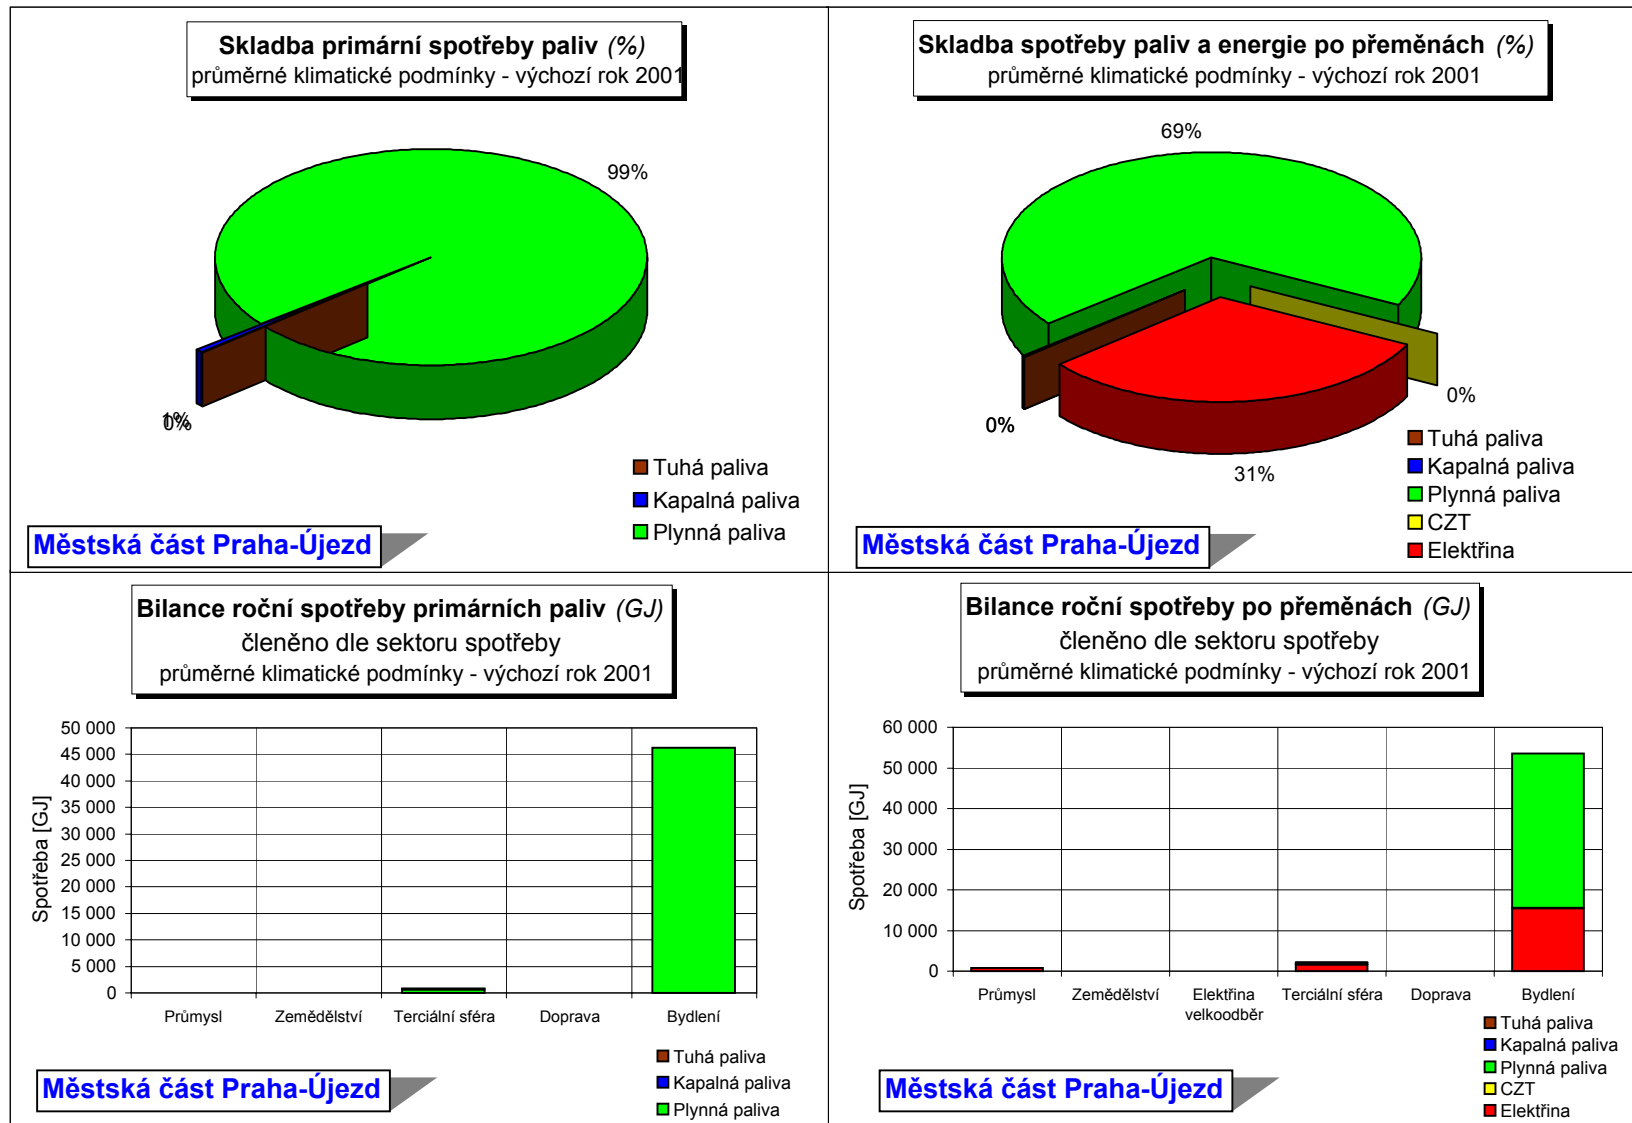 Skladba primární spotřeby paliv (%)
průměrné klimatické podmínky - výchozí rok 2001
99%
1%
0%
Tuhá paliva
Kapalná paliva
Plynná paliva
Městská část Praha-Újezd
Skladba spotřeby paliv a energie po přeměnách (%)
průměrné klimatické podmínky - výchozí rok 2001
69%
0%
0%
31%
Tuhá paliva
Kapalná paliva
Plynná paliva
CZT
Elektřina
Městská část Praha-Újezd
Bilance roční spotřeby primárních paliv (GJ)
členěno dle sektoru spotřeby
průměrné klimatické podmínky - výchozí rok 2001
Spotřeba [GJ]
50 000
45 000
40 000
35 000
30 000
25 000
20 000
15 000
10 000
5 000
0
Průmysl
Zemědělství
Terciální sféra
Doprava
Bydlení
Tuhá paliva
Kapalná paliva
Plynná paliva
Městská část Praha-Újezd
Bilance roční spotřeby po přeměnách (GJ)
členěno dle sektoru spotřeby
průměrné klimatické podmínky - výchozí rok 2001
Spotřeba [GJ]
60 000
50 000
40 000
30 000
20 000
10 000
0
Průmysl
Zemědělství
Elektřina
velkoodběr
Terciální sféra
Doprava
Bydlení
Tuhá paliva
Kapalná paliva
Plynná paliva
CZT
Elektřina
Městská část Praha-Újezd